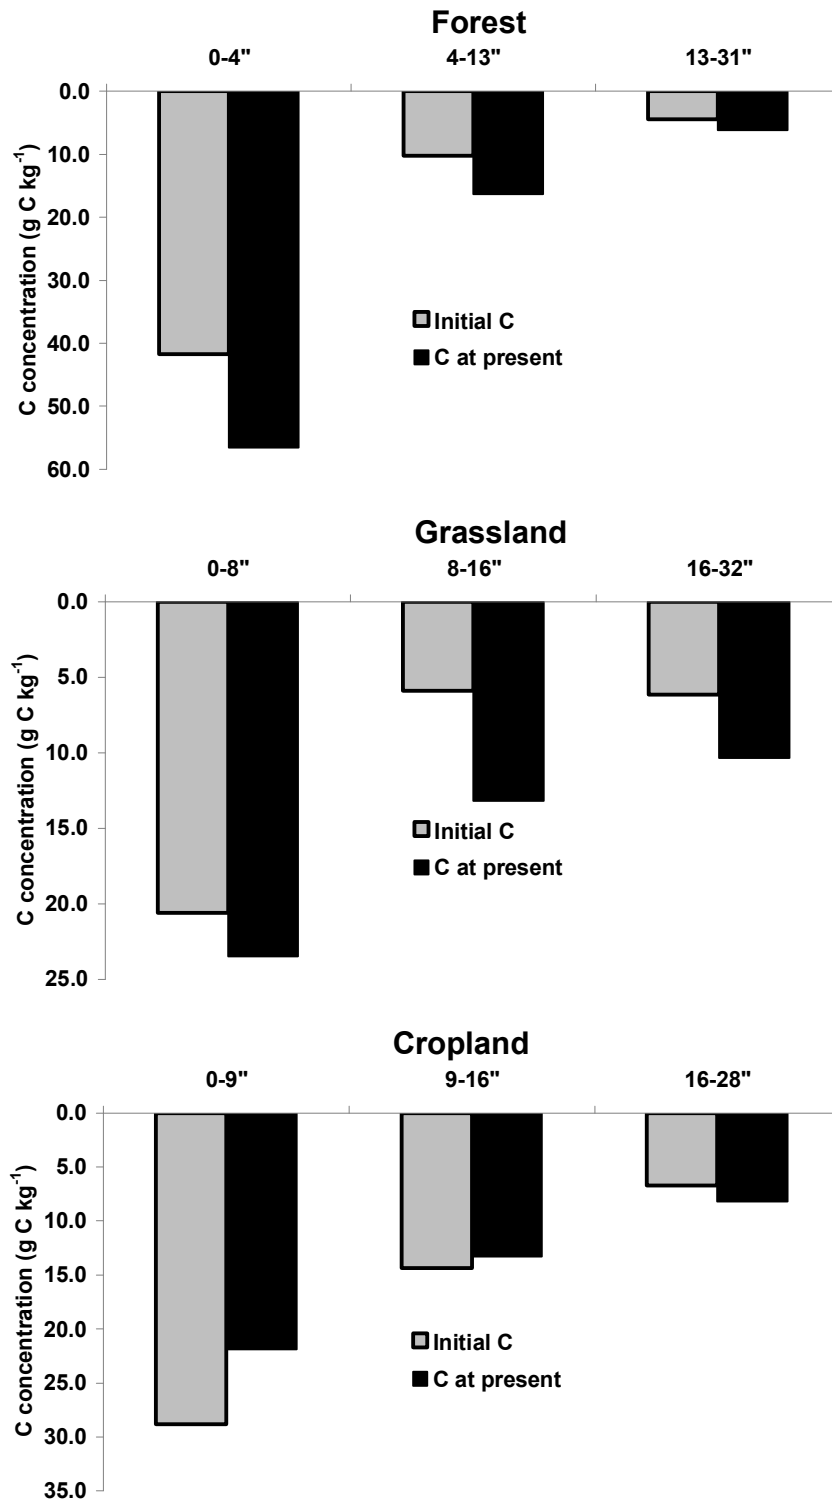 Forest
0-4" 4-13" 13-31"
0.0
10.0
20.0
30.0
40.0
50.0
60.0
C concentration (g C kg⁻¹)
Initial C
C at present
Grassland
0-8" 8-16" 16-32"
0.0
5.0
10.0
15.0
20.0
25.0
C concentration (g C kg⁻¹)
Initial C
C at present
Cropland
0-9" 9-16" 16-28"
0.0
5.0
10.0
15.0
20.0
25.0
30.0
35.0
C concentration (g C kg⁻¹)
Initial C
C at present